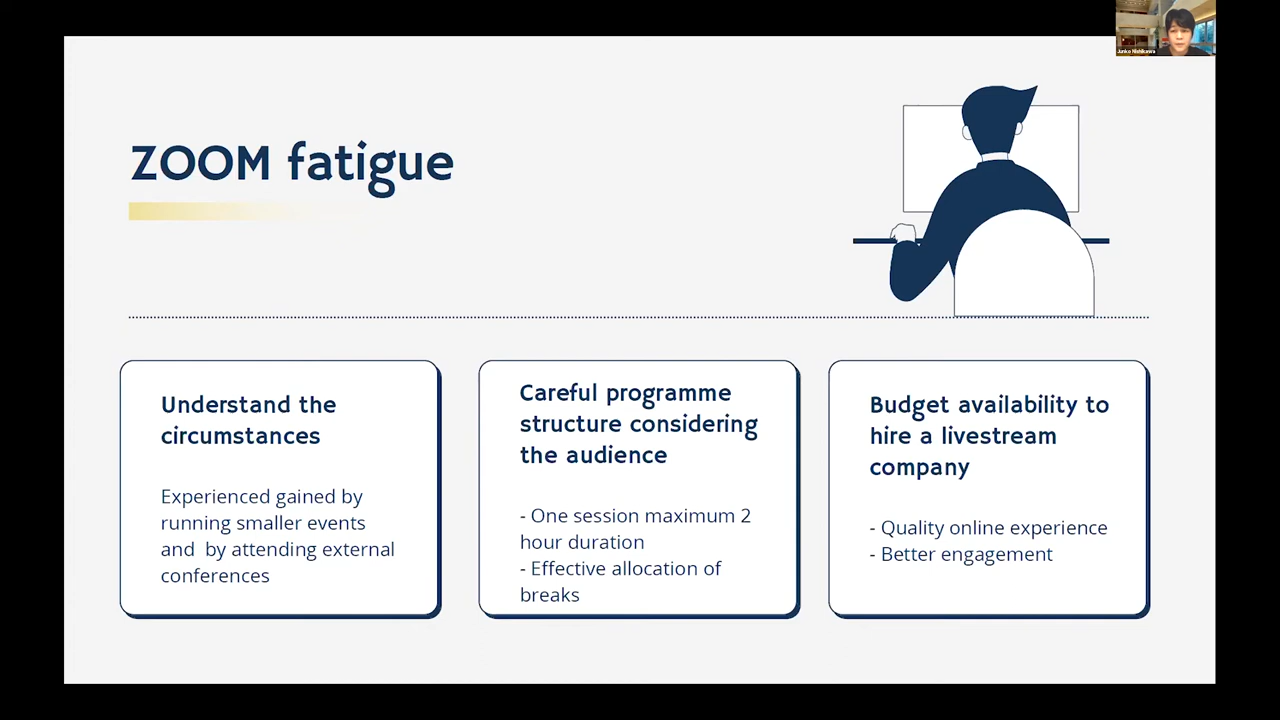 Junko Nishikawa
ZOOM fatigue
Understand the
circumstances
Experienced gained by
running smaller events
and by attending external
conferences
Careful programme
structure considering
the audience
- One session maximum 2
hour duration
- Effective allocation of
breaks
Budget availability to
hire a livestream
company
- Quality online experience
- Better engagement